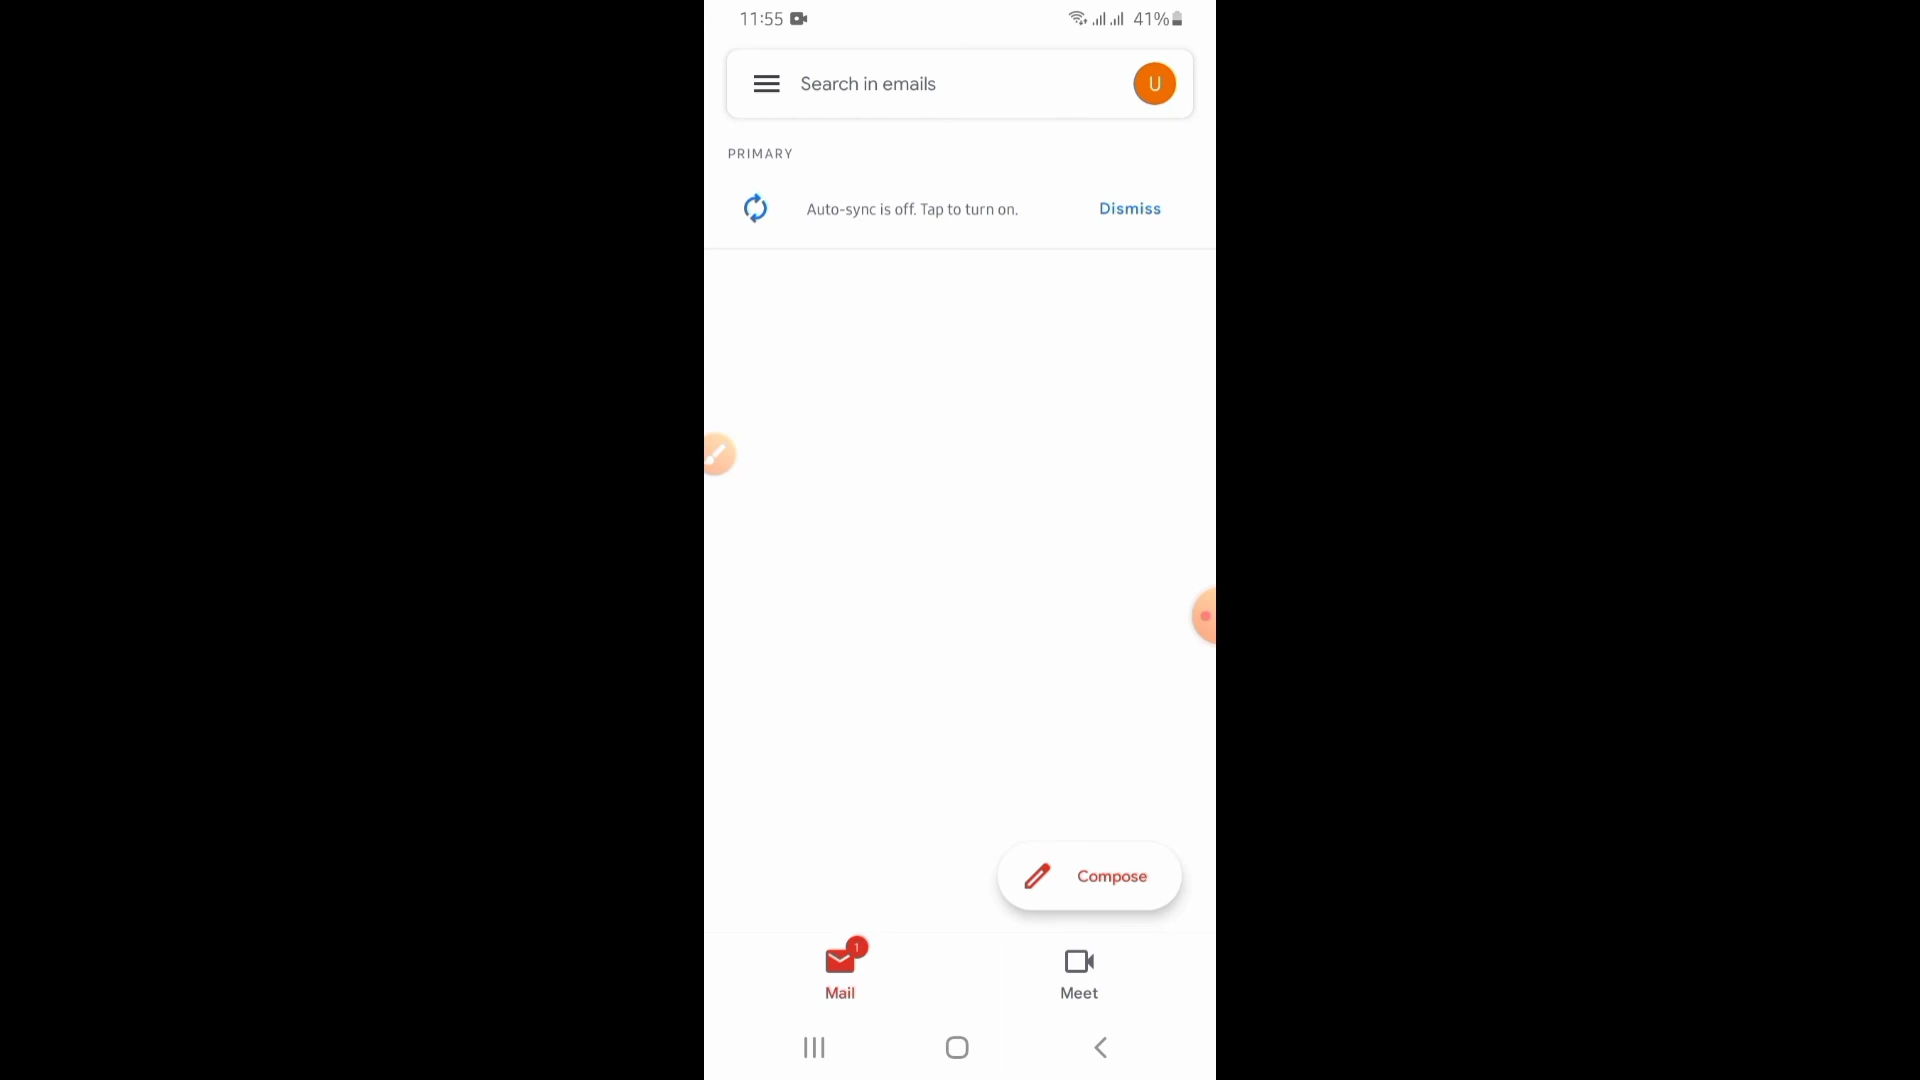 11:55
41%
Search in emails
U
PRIMARY
Auto-sync is off. Tap to turn on.
Dismiss
Compose
1
Mail
Meet